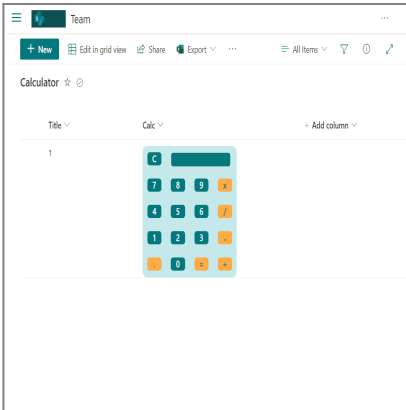 S Team ...
+ New Edit in grid view Share Export ... All Items
Calculator
Title Calc + Add column
1
C
7 8 9 x
4 5 6 /
1 2 3 -
. 0 = +